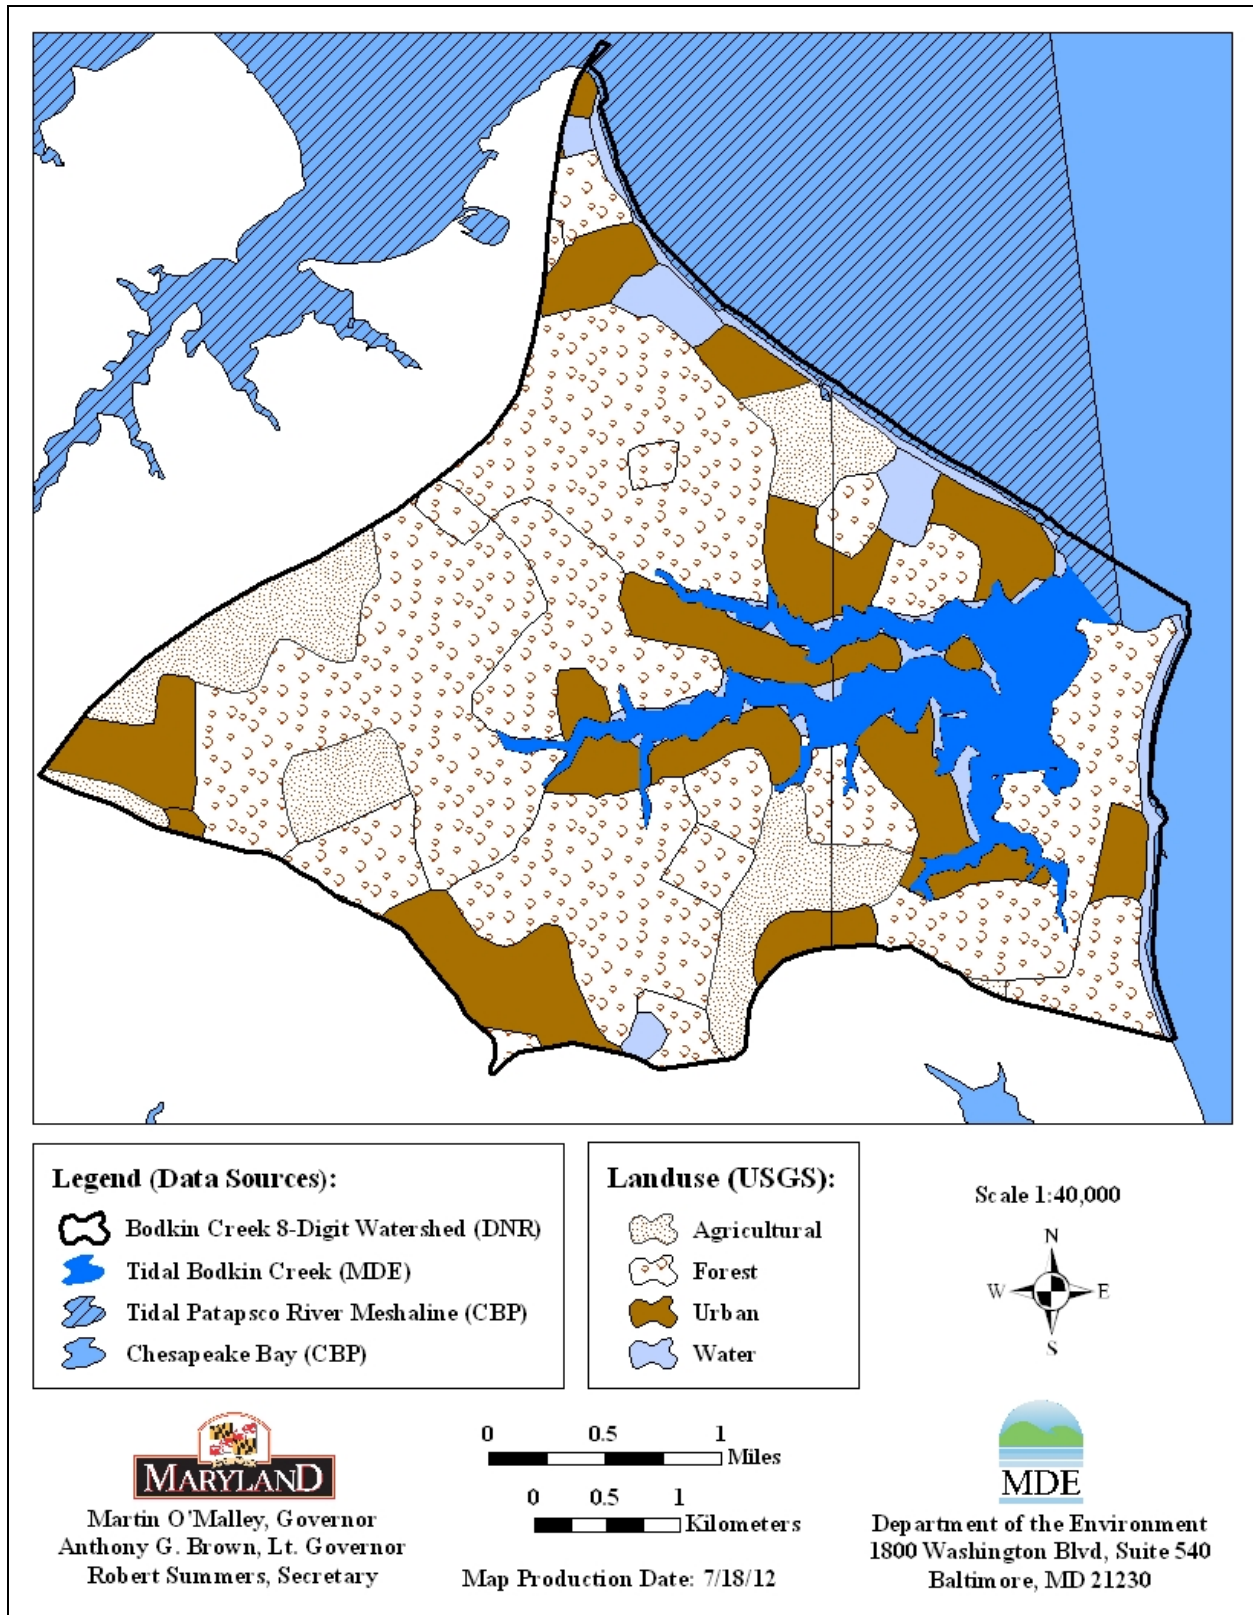 Legend (Data Sources):
Bodkin Creek 8-Digit Watershed (DNR)
Tidal Bodkin Creek (MDE)
Tidal Patapsco River Meshaline (CBP)
Chesapeake Bay (CBP)
Landuse (USGS):
Agricultural
Forest
Urban
Water
Scale 1:40,000
N
W E
S
MARYLAND
Martin O'Malley, Governor
Anthony G. Brown, Lt. Governor
Robert Summers, Secretary
0 0.5 1
Miles
0 0.5 1
Kilometers
Map Production Date: 7/18/12
MDE
Department of the Environment
1800 Washington Blvd, Suite 540
Baltimore, MD 21230